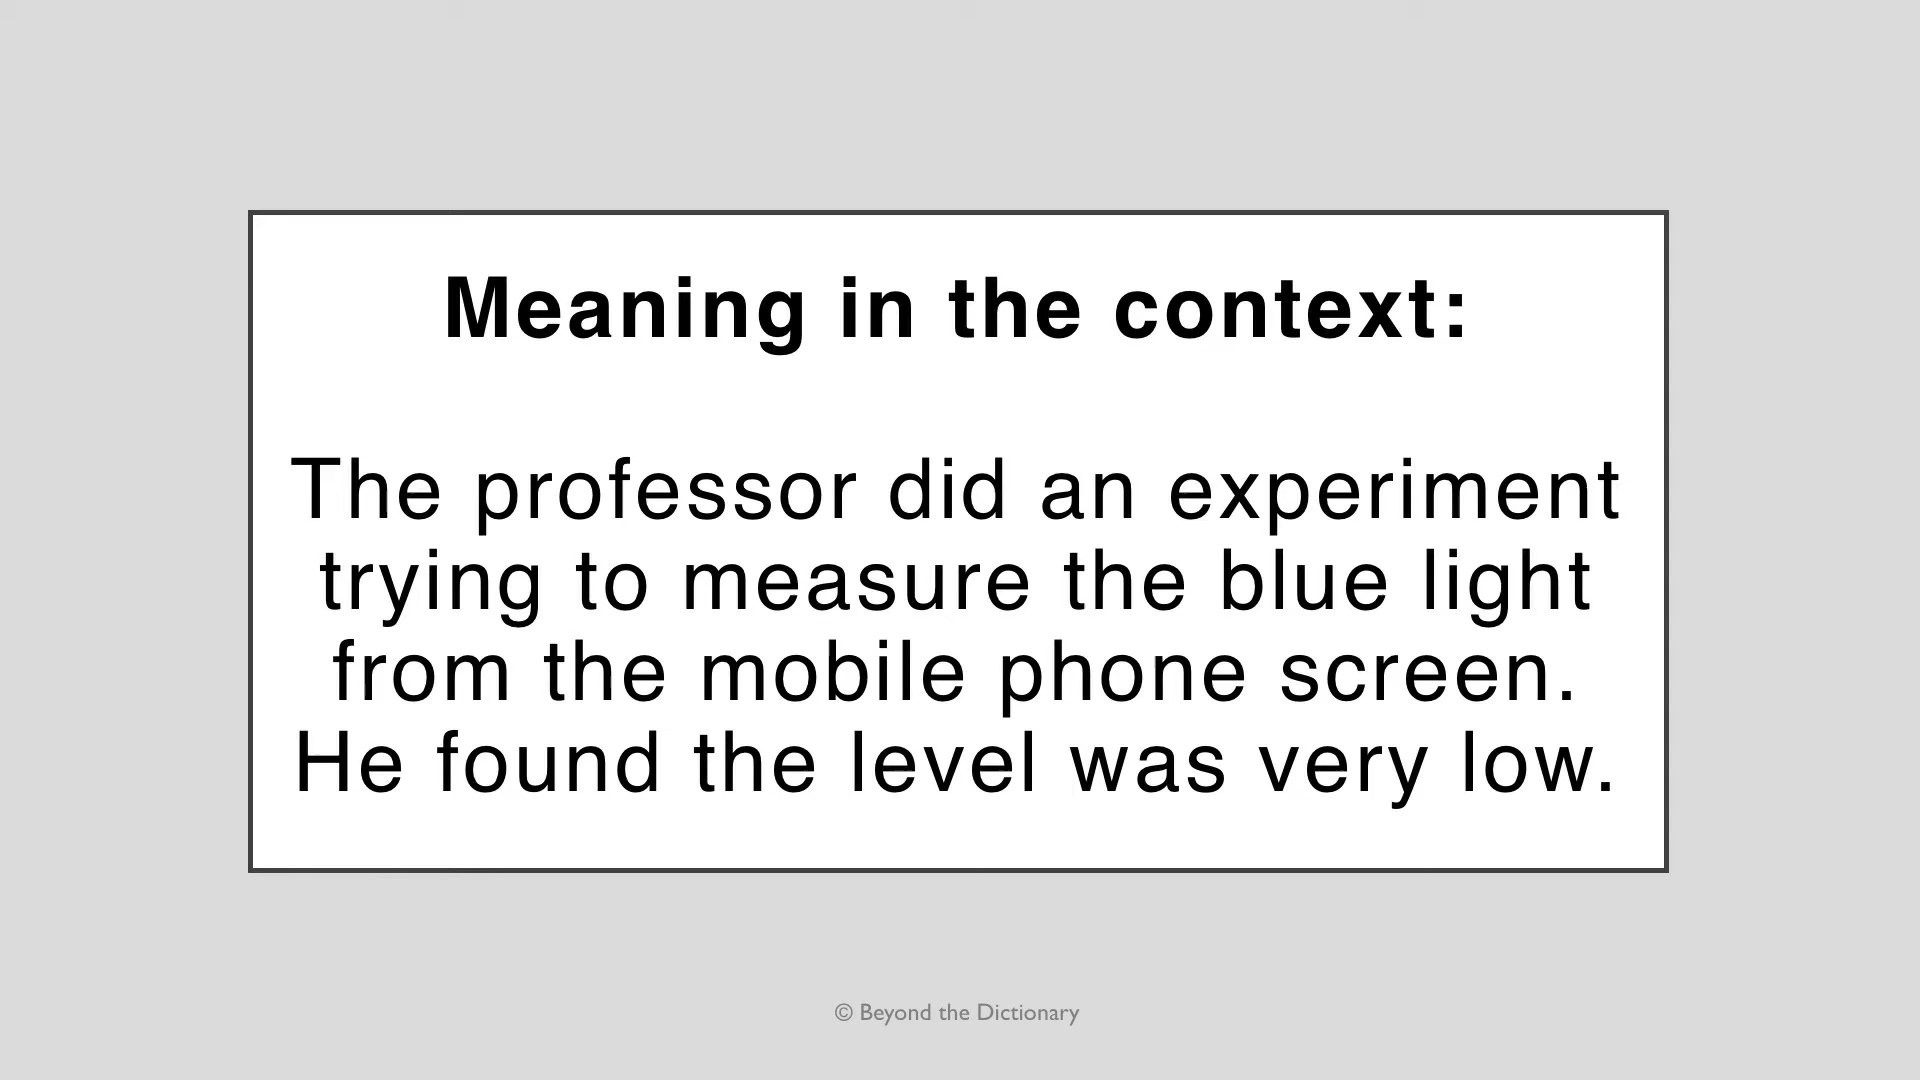 Meaning in the context:
The professor did an experiment
trying to measure the blue light
from the mobile phone screen.
He found the level was very low.
© Beyond the Dictionary